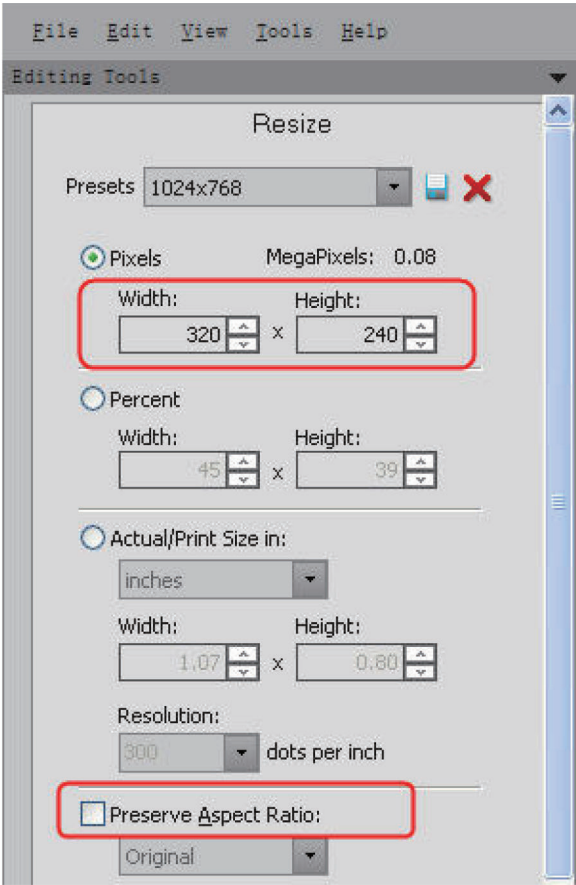 File Edit View Tools Help
Editing Tools
Resize
Presets 1024x768
Pixels MegaPixels: 0.08
Width: Height:
320 x 240
Percent
Width: Height:
45 x 39
Actual/Print Size in:
inches
Width: Height:
1.07 x 0.80
Resolution:
300 dots per inch
Preserve Aspect Ratio:
Original